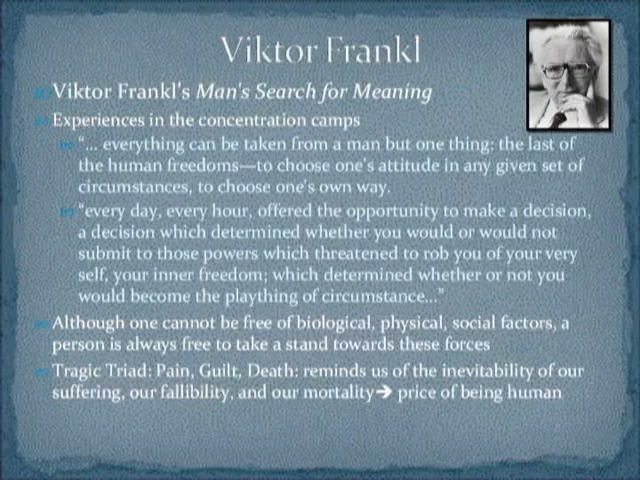 Viktor Frankl
Viktor Frankl's Man's Search for Meaning
Experiences in the concentration camps
"... everything can be taken from a man but one thing: the last of
the human freedoms—to choose one's attitude in any given set of
circumstances, to choose one's own way.
"every day, every hour, offered the opportunity to make a decision,
a decision which determined whether you would or would not
submit to those powers which threatened to rob you of your very
self, your inner freedom; which determined whether or not you
would become the plaything of circumstance..."
Although one cannot be free of biological, physical, social factors, a
person is always free to take a stand towards these forces
Tragic Triad: Pain, Guilt, Death: reminds us of the inevitability of our
suffering, our fallibility, and our mortality→ price of being human